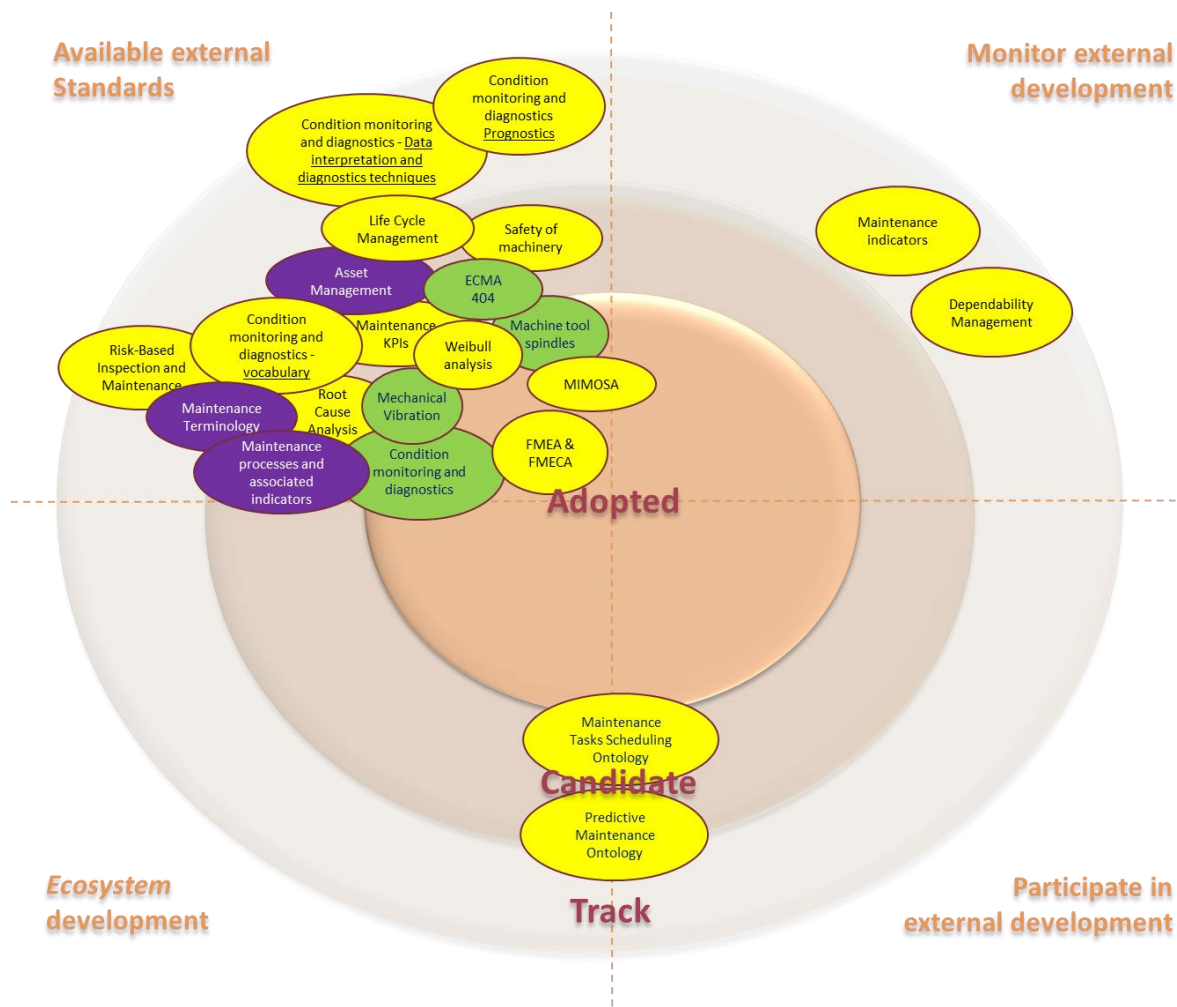 Available external
Standards
Monitor external
development
Condition
monitoring and
diagnostics
Prognostics
Condition monitoring
and diagnostics - Data
interpretation and
diagnostics techniques
Life Cycle
Management
Safety of
machinery
Maintenance
indicators
Asset
Management
ECMA
404
Dependability
Management
Condition
monitoring and
diagnostics -
vocabulary
Maintenance
KPIs
Machine tool
spindles
Weibull
analysis
Risk-Based
Inspection and
Maintenance
MIMOSA
Maintenance
Terminology
Root
Cause
Analysis
Mechanical
Vibration
Maintenance
processes and
associated
indicators
Condition
monitoring and
diagnostics
FMEA &
FMECA
Adopted
Maintenance
Tasks Scheduling
Ontology
Candidate
Predictive
Maintenance
Ontology
Track
Ecosystem
development
Participate in
external development